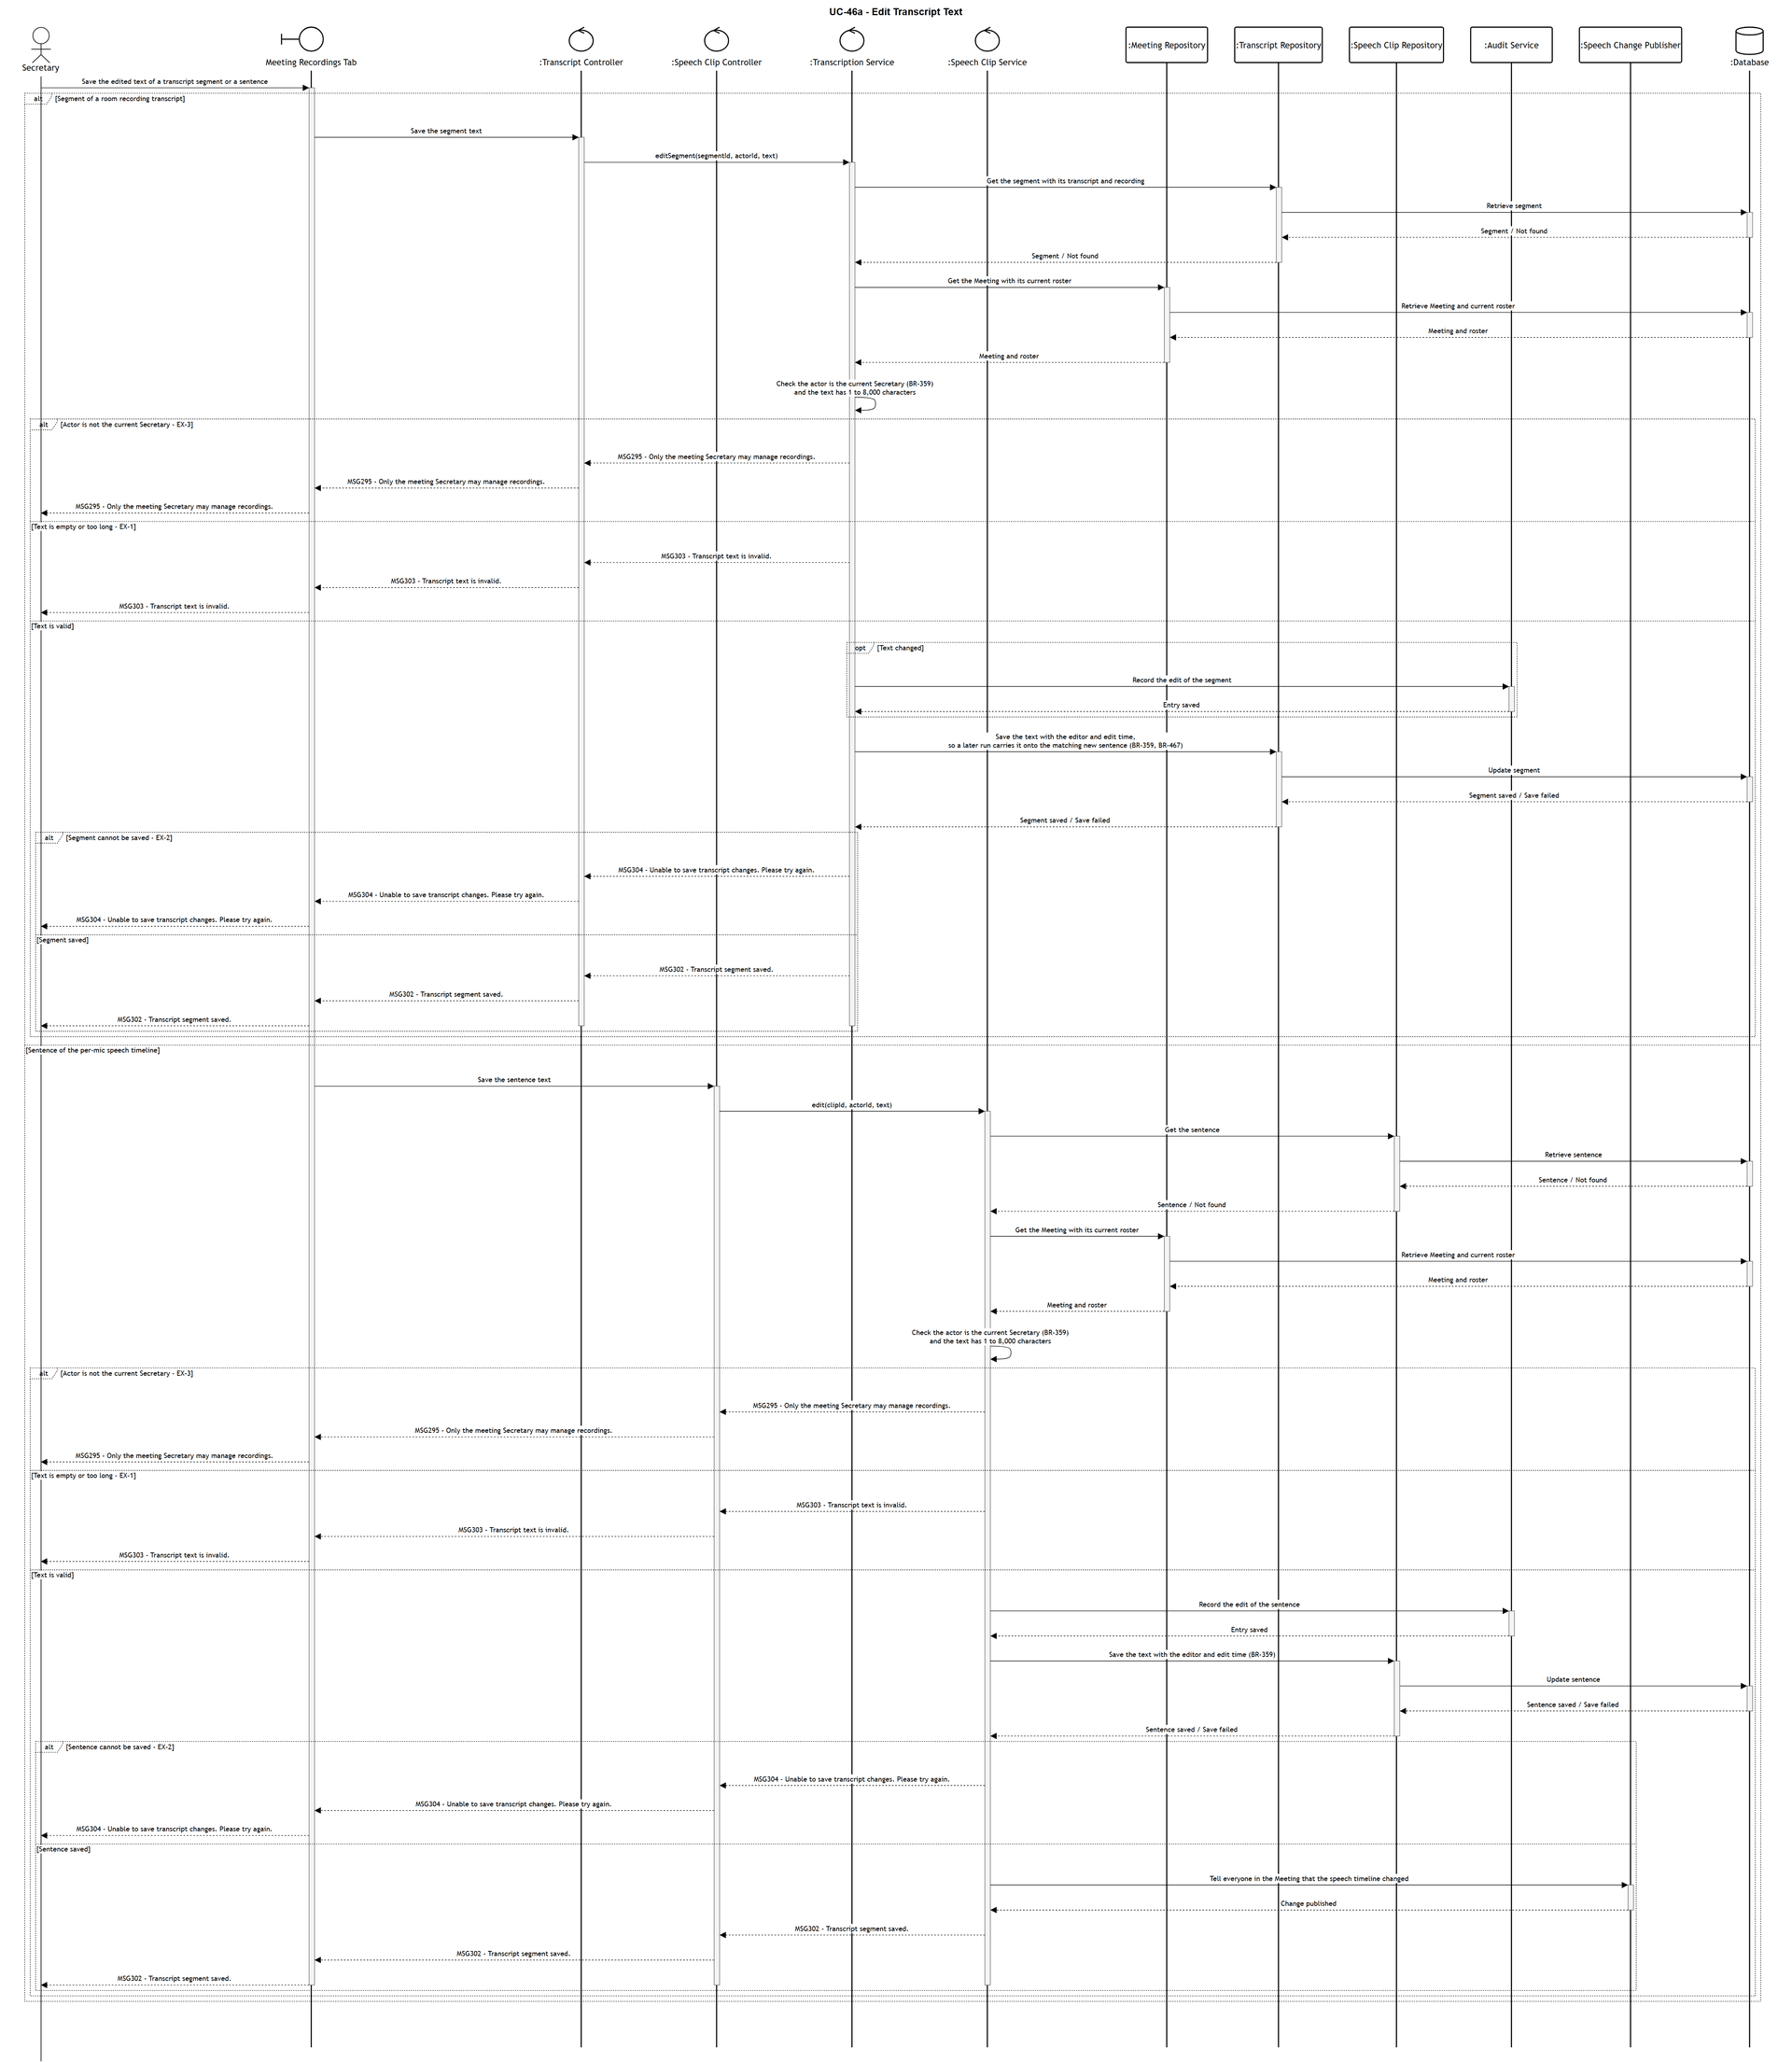 UC-46a - Edit Transcript Text
Secretary
Meeting Recordings Tab
:Transcript Controller
:Speech Clip Controller
:Transcription Service
:Speech Clip Service
:Meeting Repository
:Transcript Repository
:Speech Clip Repository
:Audit Service
:Speech Change Publisher
:Database
Save the edited text of a transcript segment or a sentence
alt [Segment of a room recording transcript]
Save the segment text
editSegment(segmentId, actorId, text)
Get the segment with its transcript and recording
Retrieve segment
Segment / Not found
Segment / Not found
Get the Meeting with its current roster
Retrieve Meeting and current roster
Meeting and roster
Meeting and roster
Check the actor is the current Secretary (BR-359)
and the text has 1 to 8,000 characters
alt [Actor is not the current Secretary - EX-3]
MSG295 - Only the meeting Secretary may manage recordings.
MSG295 - Only the meeting Secretary may manage recordings.
MSG295 - Only the meeting Secretary may manage recordings.
[Text is empty or too long - EX-1]
MSG303 - Transcript text is invalid.
MSG303 - Transcript text is invalid.
MSG303 - Transcript text is invalid.
[Text is valid]
opt [Text changed]
Record the edit of the segment
Entry saved
Save the text with the editor and edit time,
so a later run carries it onto the matching new sentence (BR-359, BR-467)
Update segment
Segment saved / Save failed
Segment saved / Save failed
alt [Segment cannot be saved - EX-2]
MSG304 - Unable to save transcript changes. Please try again.
MSG304 - Unable to save transcript changes. Please try again.
MSG304 - Unable to save transcript changes. Please try again.
[Segment saved]
MSG302 - Transcript segment saved.
MSG302 - Transcript segment saved.
MSG302 - Transcript segment saved.
[Sentence of the per-mic speech timeline]
Save the sentence text
edit(clipId, actorId, text)
Get the sentence
Retrieve sentence
Sentence / Not found
Sentence / Not found
Get the Meeting with its current roster
Retrieve Meeting and current roster
Meeting and roster
Meeting and roster
Check the actor is the current Secretary (BR-359)
and the text has 1 to 8,000 characters
alt [Actor is not the current Secretary - EX-3]
MSG295 - Only the meeting Secretary may manage recordings.
MSG295 - Only the meeting Secretary may manage recordings.
MSG295 - Only the meeting Secretary may manage recordings.
[Text is empty or too long - EX-1]
MSG303 - Transcript text is invalid.
MSG303 - Transcript text is invalid.
MSG303 - Transcript text is invalid.
[Text is valid]
Record the edit of the sentence
Entry saved
Save the text with the editor and edit time (BR-359)
Update sentence
Sentence saved / Save failed
Sentence saved / Save failed
alt [Sentence cannot be saved - EX-2]
MSG304 - Unable to save transcript changes. Please try again.
MSG304 - Unable to save transcript changes. Please try again.
MSG304 - Unable to save transcript changes. Please try again.
[Sentence saved]
Tell everyone in the Meeting that the speech timeline changed
Change published
MSG302 - Transcript segment saved.
MSG302 - Transcript segment saved.
MSG302 - Transcript segment saved.